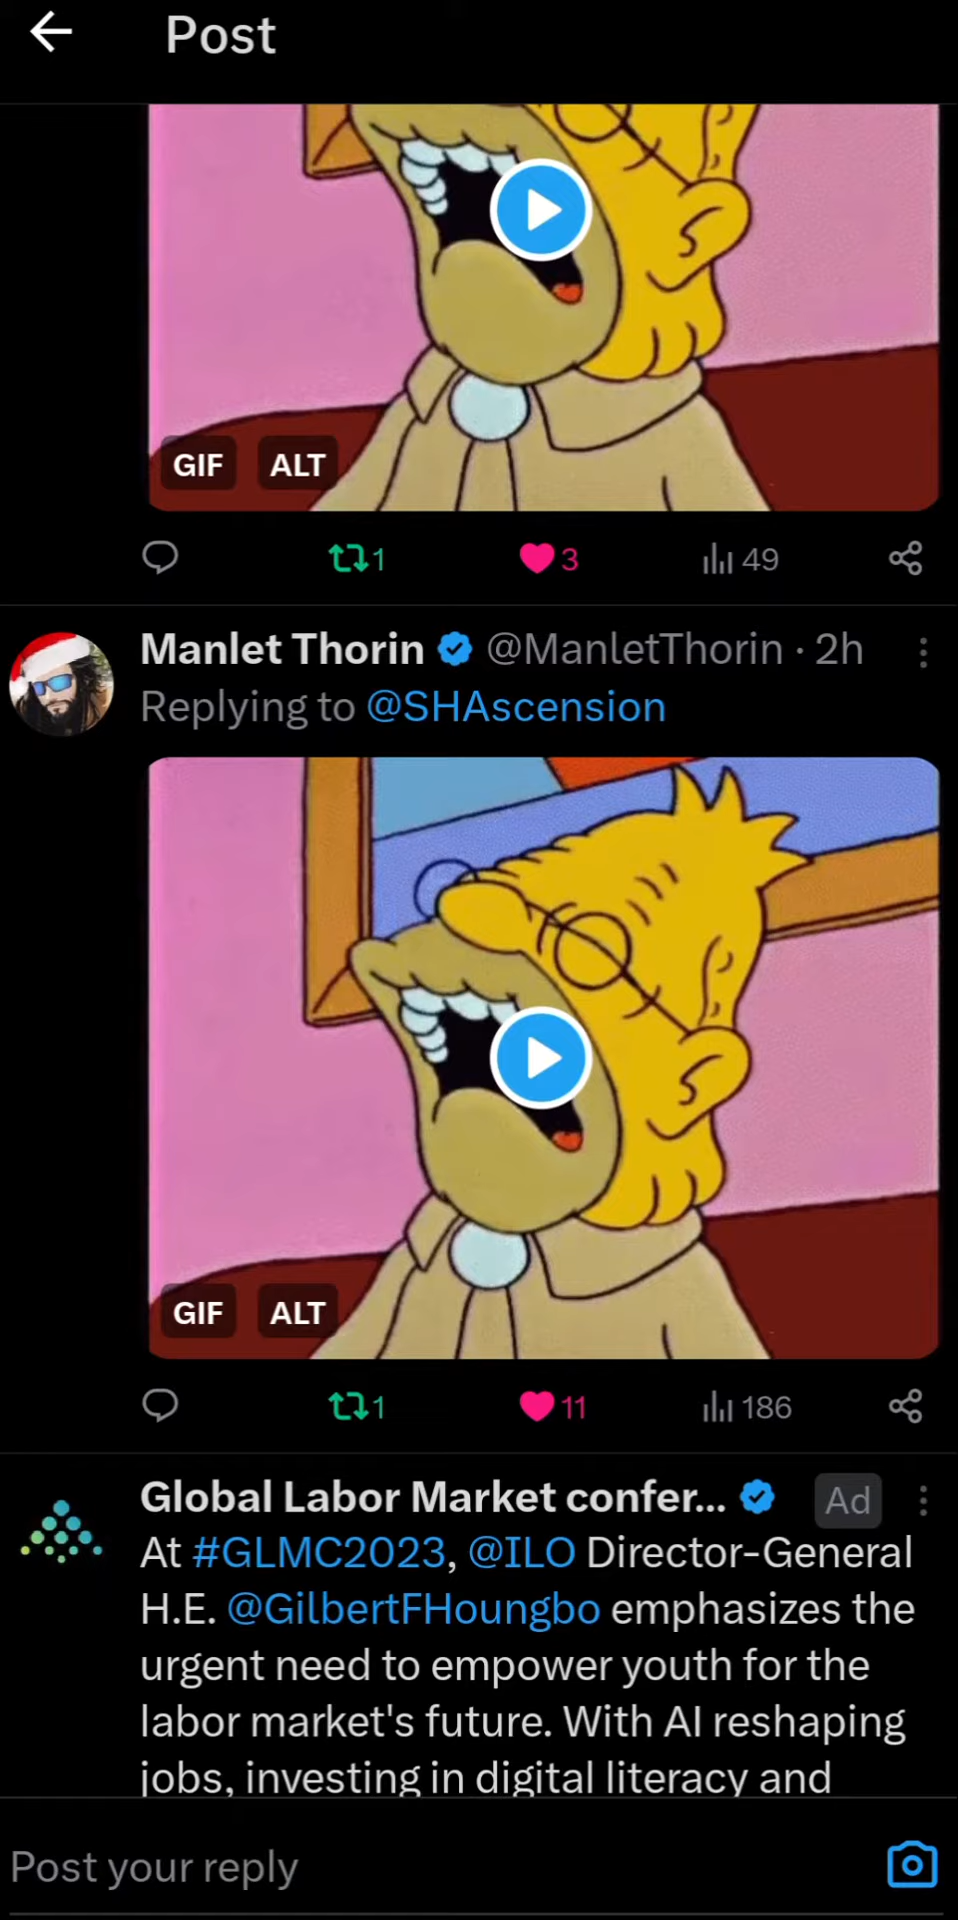 Post
GIF ALT
1 3 49
Manlet Thorin @ManletThorin · 2h
Replying to @SHAscension
GIF ALT
1 11 186
Global Labor Market confer... Ad
At #GLMC2023, @ILO Director-General
H.E. @GilbertFHoungbo emphasizes the
urgent need to empower youth for the
labor market's future. With AI reshaping
jobs, investing in digital literacy and
Post your reply